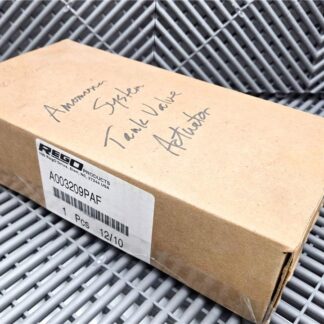 Ammonia
System
Tank Valve
Actuator
REGO
PRODUCTS
A003209PAF
1 Pcs 12/10